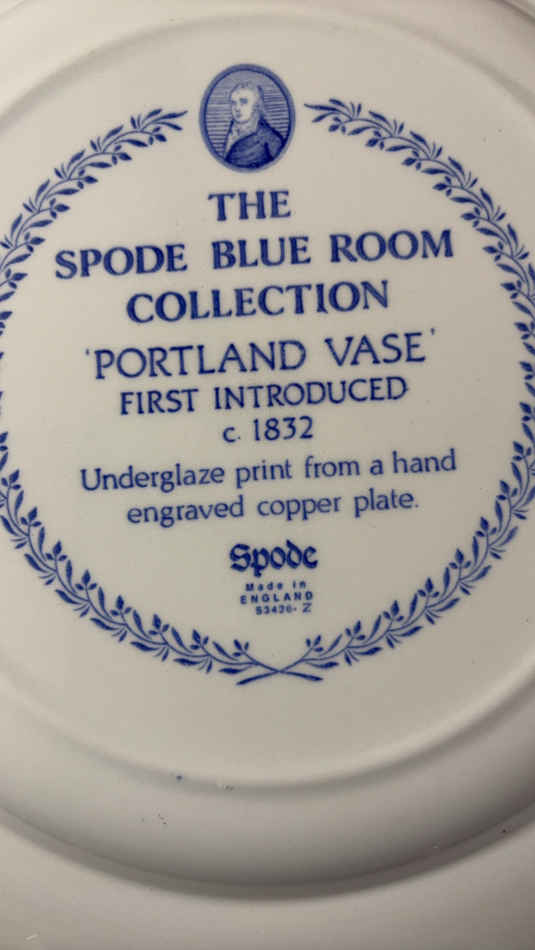 THE
SPODE BLUE ROOM
COLLECTION
'PORTLAND VASE'
FIRST INTRODUCED
c. 1832
Underglaze print from a hand
engraved copper plate.
Spode
Made in
ENGLAND
S3426- Z